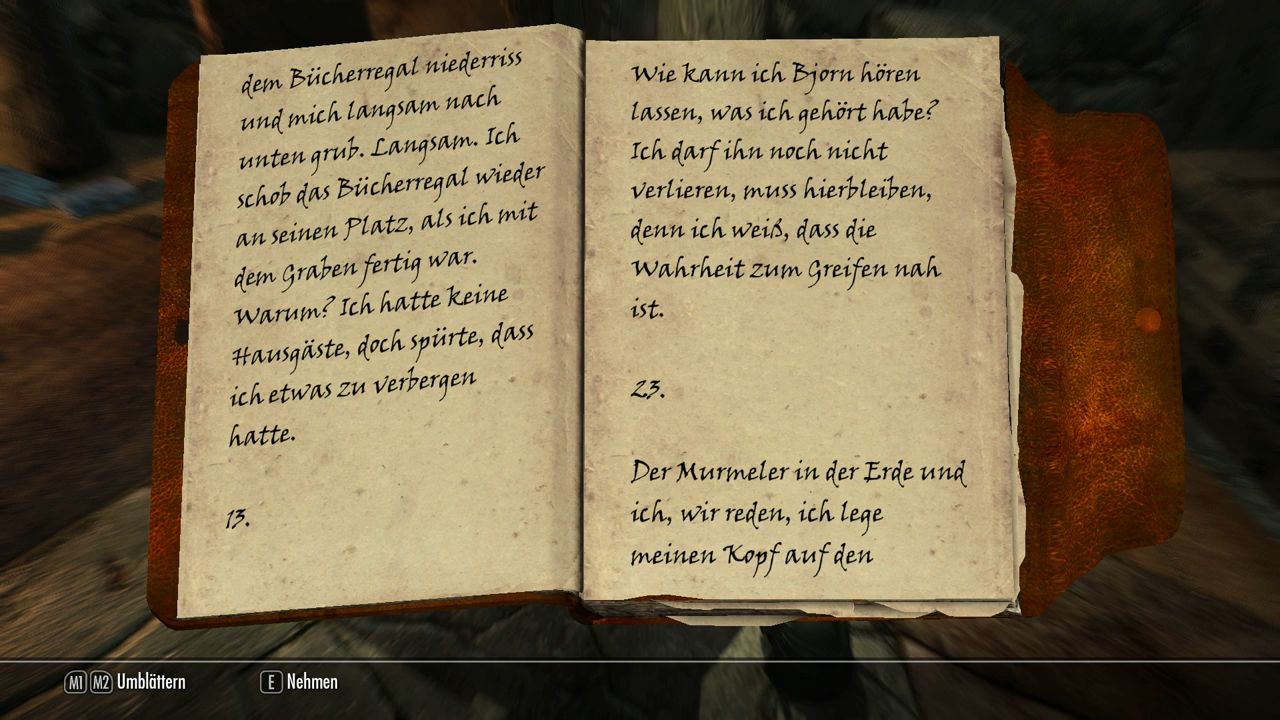 dem Bücherregal niederriss
und mich langsam nach
unten grub. Langsam. Ich
schob das Bücherregal wieder
an seinen Platz, als ich mit
dem Graben fertig war.
Warum? Ich hatte keine
Hausgäste, doch spürte, dass
ich etwas zu verbergen
hatte.
13.
Wie kann ich Bjorn hören
lassen, was ich gehört habe?
Ich darf ihn noch nicht
verlieren, muss hierbleiben,
denn ich weiß, dass die
Wahrheit zum Greifen nah
ist.
23.
Der Murmeler in der Erde und
ich, wir reden, ich lege
meinen Kopf auf den
M1 M2 Umblättern
E Nehmen